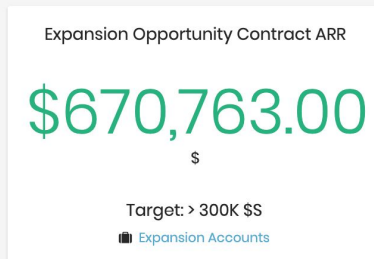 Expansion Opportunity Contract ARR
$670,763.00
$
Target: > 300K $S
Expansion Accounts